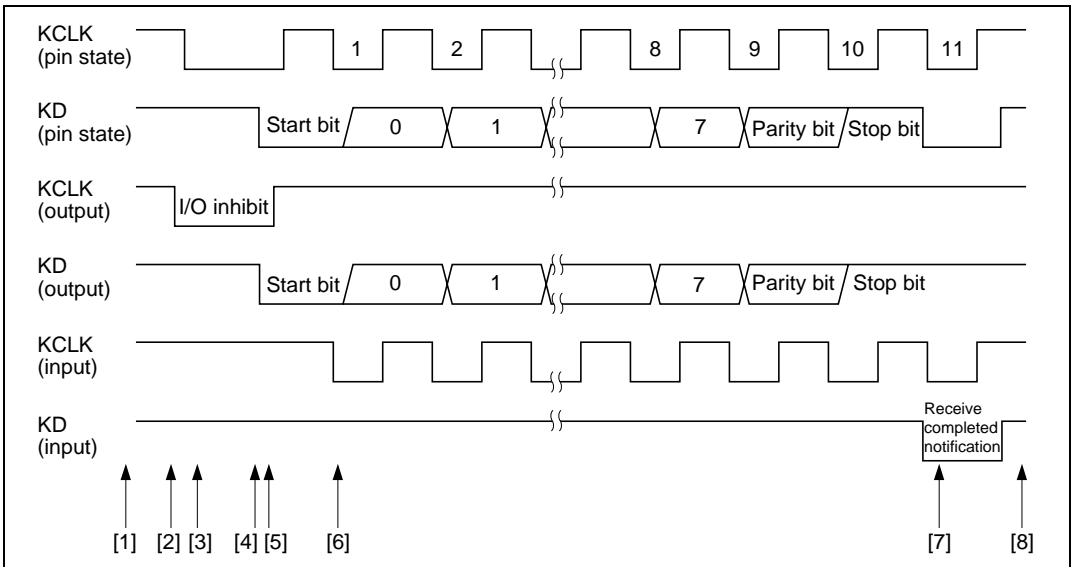 KCLK
(pin state)
1 2 8 9 10 11
KD
(pin state)
Start bit 0 1 7 Parity bit Stop bit
KCLK
(output)
I/O inhibit
KD
(output)
Start bit 0 1 7 Parity bit Stop bit
KCLK
(input)
KD
(input)
Receive
completed
notification
[1] [2] [3] [4] [5] [6] [7] [8]